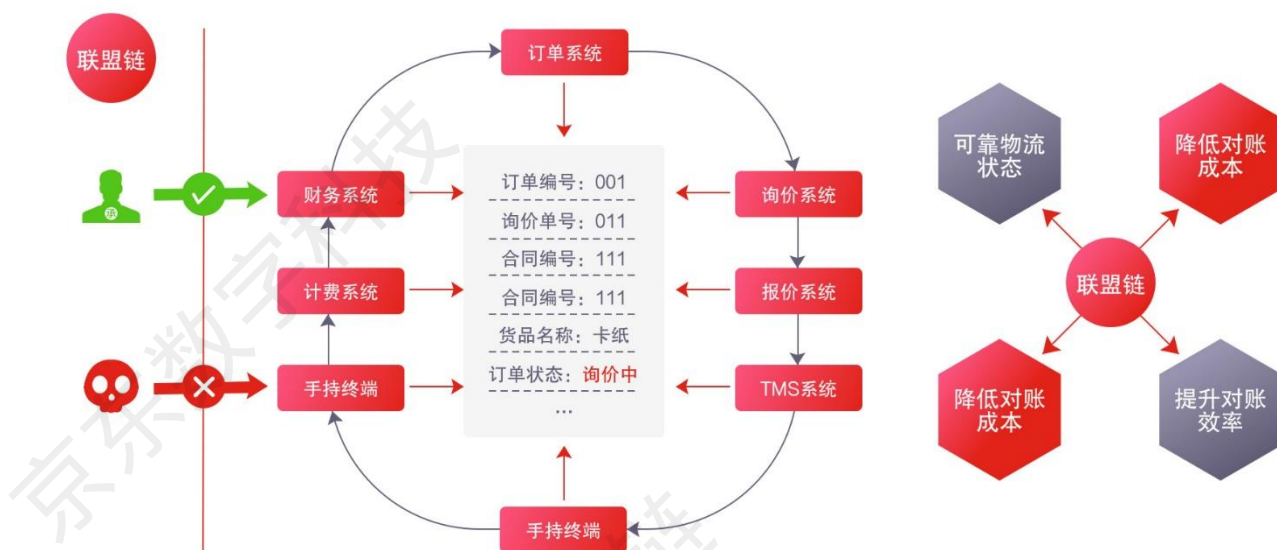 联盟链
订单系统
财务系统
计费系统
手持终端
订单编号：001
询价单号：011
合同编号：111
合同编号：111
货品名称：卡纸
订单状态：询价中
...
询价系统
报价系统
TMS系统
手持终端
承
可靠物流
状态
降低对账
成本
联盟链
降低对账
成本
提升对账
效率
京东数字科技
链